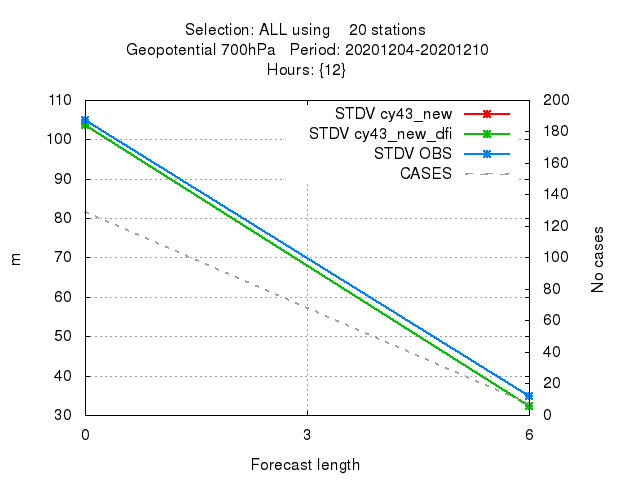 Selection: ALL using    20 stations
Geopotential 700hPa   Period: 20201204-20201210
Hours: {12}
110
100
90
80
70
60
50
40
30
m
200
180
160
140
120
100
80
60
40
20
0
No cases
STDV cy43_new
STDV cy43_new_dfi
STDV OBS
CASES
0
3
6
Forecast length